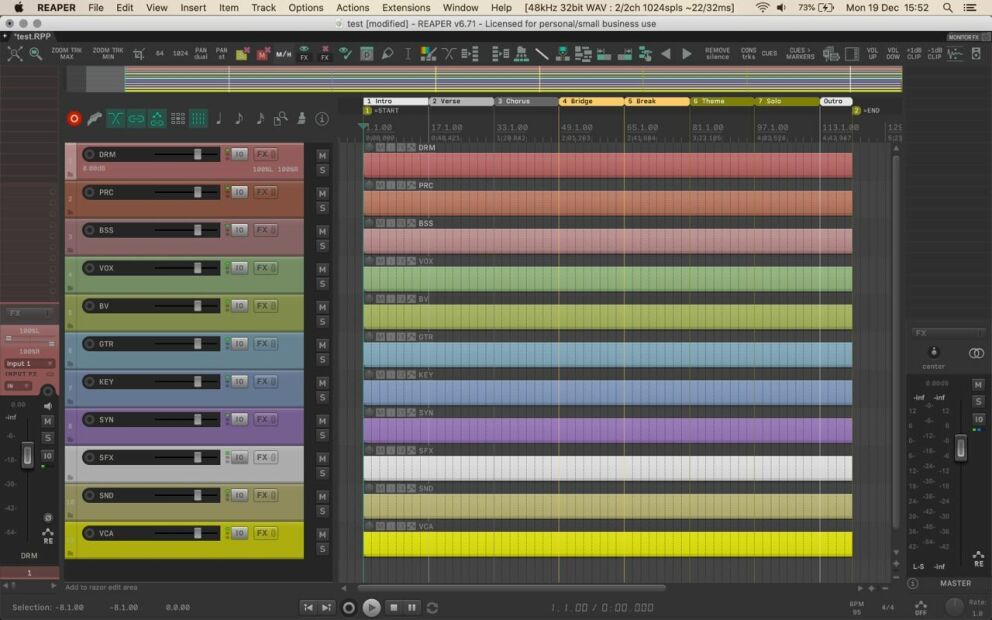 REAPER File Edit View Insert Item Track Options Actions Extensions Window Help [48kHz 32bit WAV : 2/2ch 1024spls ~22/32ms] 73% Mon 19 Dec 15:52
test [modified] - REAPER v6.71 - Licensed for personal/small business use
*test.RPP MONITOR FX
ZOOM TRK MAX ZOOM TRK MIN 64 1024 PAN dual PAN st M/H FX FX REMOVE silence CONS trks CUES CUES > MARKERS VOL UP VOL DOW +1dB CLIP -1dB CLIP
1 Intro 2 Verse 3 Chorus 4 Bridge 5 Break 6 Theme 7 Solo Outro
1 =START 2 =END
1.1.00 17.1.00 33.1.00 49.1.00 65.1.00 81.1.00 97.1.00 113.1.00 129
DRM IO FX M S DRM
0.00dB 100%L 100%R
PRC IO FX M S PRC
BSS IO FX M S BSS
VOX IO FX M S VOX
BV IO FX M S BV
GTR IO FX M S GTR
KEY IO FX M S KEY
SYN IO FX M S SYN
SFX IO FX M S SFX
SND IO FX M S SND
VCA IO FX M S VCA
FX
100%L
100%R
Input 1
INPUT FX
IN
0.00
-inf
M
S
IO
RE
DRM
1
FX
center
0.00dB
-inf -inf
M
S
IO
L-S -inf
RE
MASTER
Add to razor edit area
Selection: -8.1.00 -8.1.00 0.0.00
1.1.00 / 0:00.000
BPM 95 4/4 OFF Rate: 1.0